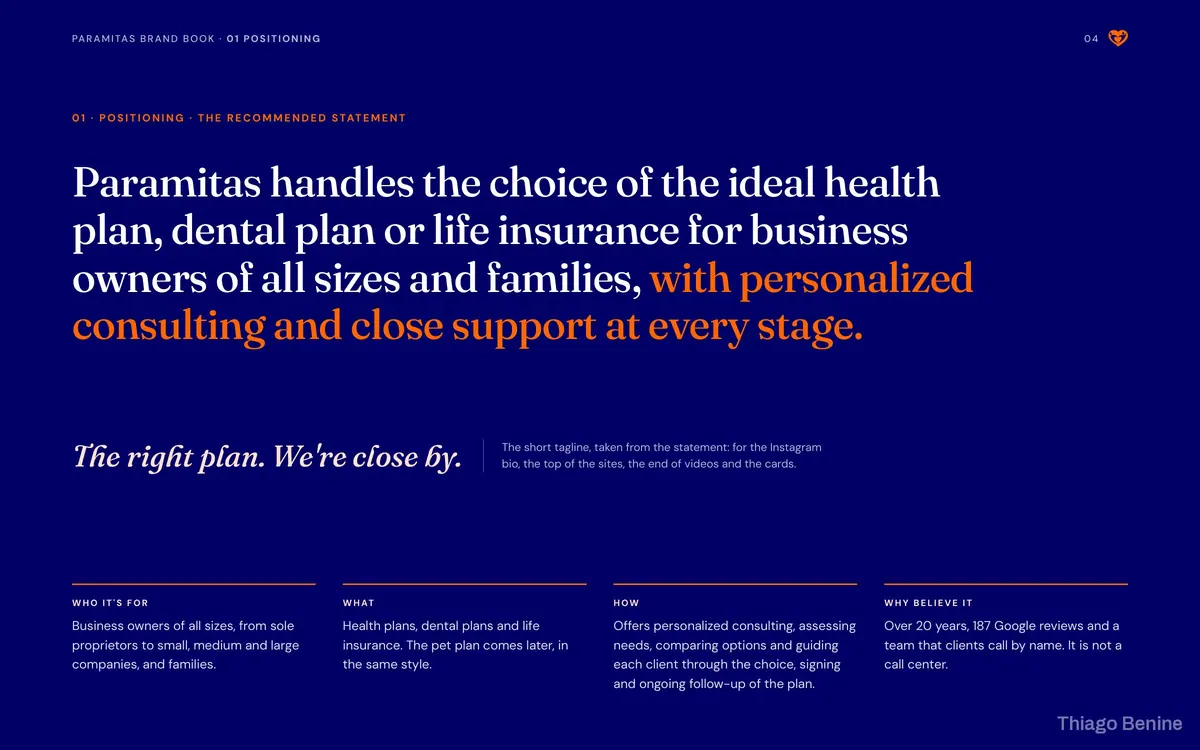 PARAMITAS BRAND BOOK · 01 POSITIONING
04
01 · POSITIONING · THE RECOMMENDED STATEMENT
Paramitas handles the choice of the ideal health
plan, dental plan or life insurance for business
owners of all sizes and families, with personalized
consulting and close support at every stage.
The right plan. We're close by.
The short tagline, taken from the statement: for the Instagram
bio, the top of the sites, the end of videos and the cards.
WHO IT'S FOR
Business owners of all sizes, from sole
proprietors to small, medium and large
companies, and families.
WHAT
Health plans, dental plans and life
insurance. The pet plan comes later, in
the same style.
HOW
Offers personalized consulting, assessing
needs, comparing options and guiding
each client through the choice, signing
and ongoing follow-up of the plan.
WHY BELIEVE IT
Over 20 years, 187 Google reviews and a
team that clients call by name. It is not a
call center.
Thiago Benine